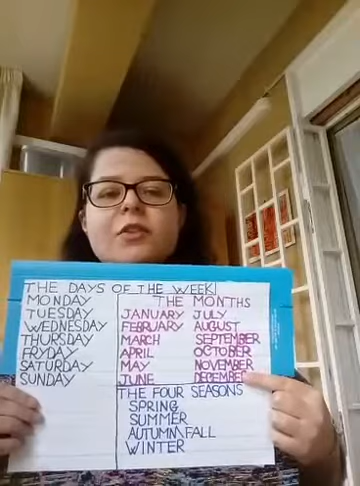 THE DAYS OF THE WEEK!
MONDAY
TUESDAY
WEDNESDAY
THURSDAY
FRYDAY
SATURDAY
SUNDAY
THE MONTHS
JANUARY JULY
FEBRUARY AUGUST
MARCH SEPTEMBER
APRIL OCTOBER
MAY NOVEMBER
JUNE DECEMBER
THE FOUR SEASONS
SPRING
SUMMER
AUTUMN/FALL
WINTER